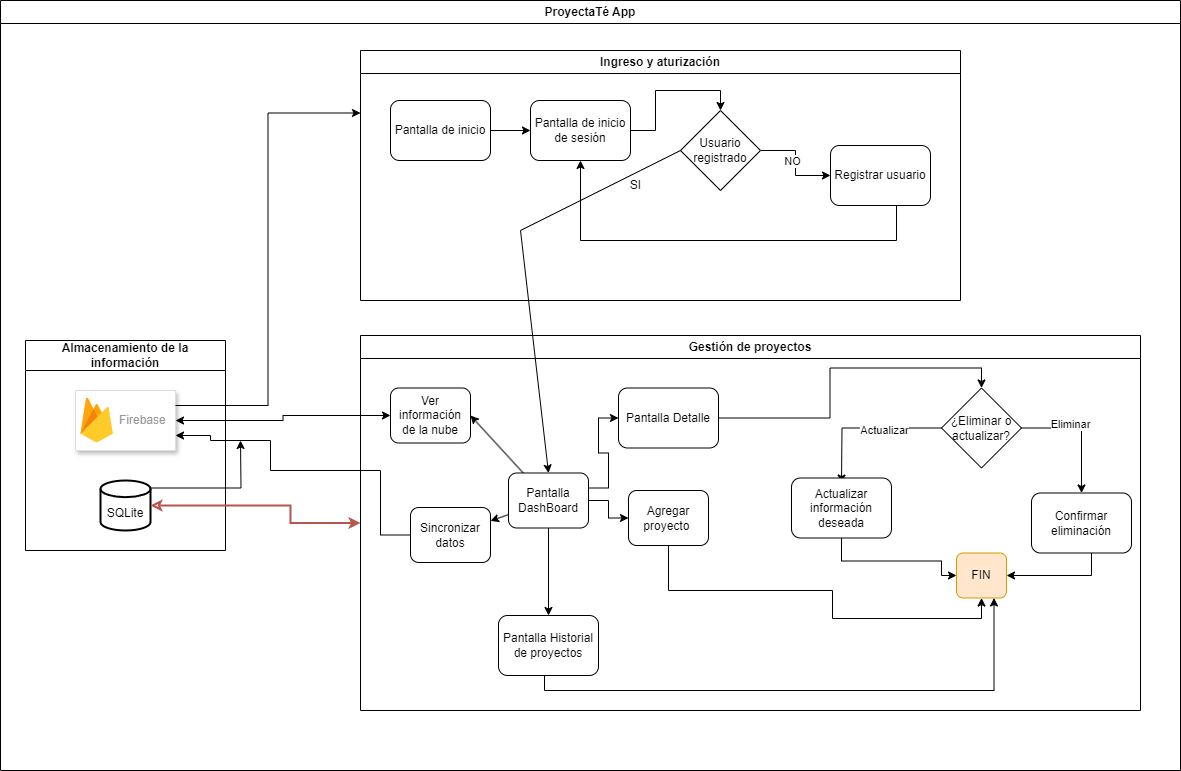 ProyectaTé App
Ingreso y aturización
Pantalla de inicio
Pantalla de inicio
de sesión
Usuario
registrado
NO
Registrar usuario
SI
Almacenamiento de la
información
Firebase
SQLite
Gestión de proyectos
Ver
información
de la nube
Pantalla Detalle
¿Eliminar o
actualizar?
Actualizar
Eliminar
Pantalla
DashBoard
Agregar
proyecto
Actualizar
información
deseada
Confirmar
eliminación
Sincronizar
datos
FIN
Pantalla Historial
de proyectos